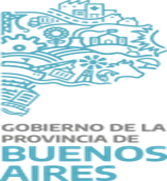 GOBIERNO DE LA
PROVINCIA DE
BUENOS
AIRES